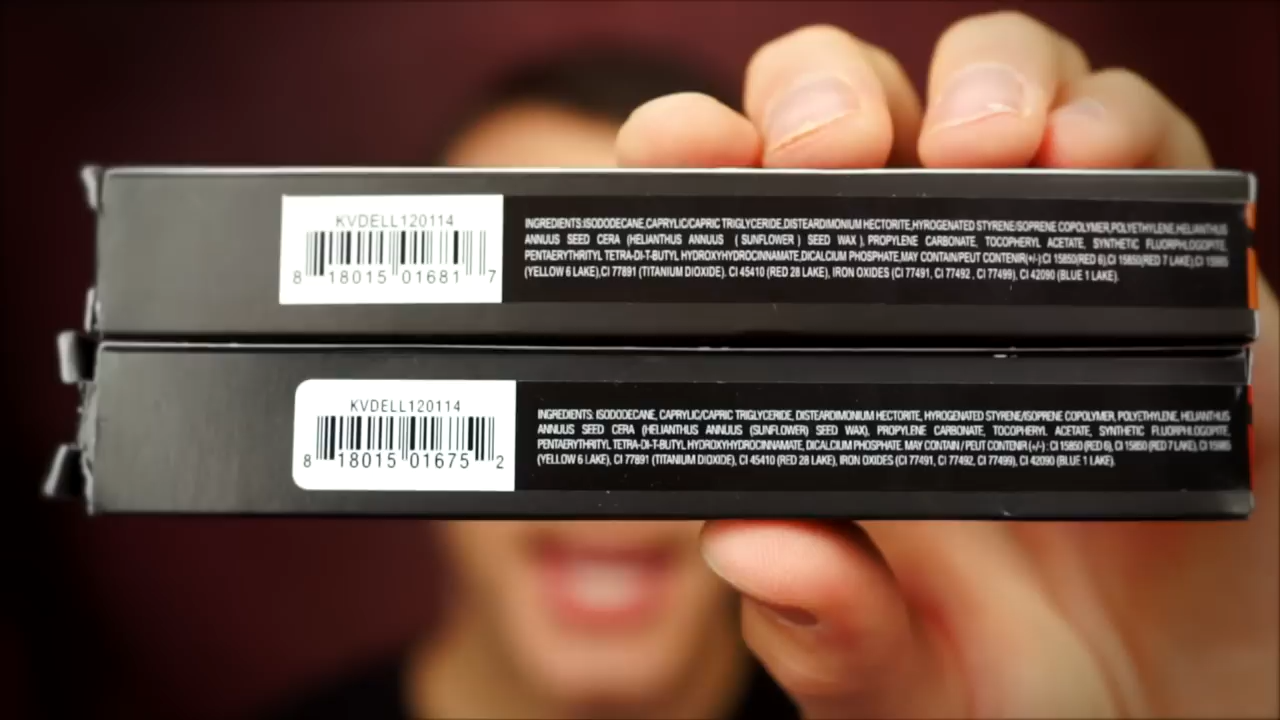 KVDELL120114
8 18015 01681 7
INGREDIENTS:ISODODECANE,CAPRYLIC/CAPRIC TRIGLYCERIDE,DISTEARDIMONIUM HECTORITE,HYROGENATED STYRENE/ISOPRENE COPOLYMER,POLYETHYLENE,HELIANTHUS
ANNUUS SEED CERA (HELIANTHUS ANNUUS ( SUNFLOWER ) SEED WAX ), PROPYLENE CARBONATE, TOCOPHERYL ACETATE, SYNTHETIC FLUORPHLOGOPITE,
PENTAERYTHRITYL TETRA-DI-T-BUTYL HYDROXYHYDROCINNAMATE,DICALCIUM PHOSPHATE,MAY CONTAIN/PEUT CONTENIR(+/-):CI 15850(RED 6),CI 15850(RED 7 LAKE),CI 15985
(YELLOW 6 LAKE),CI 77891 (TITANIUM DIOXIDE). CI 45410 (RED 28 LAKE), IRON OXIDES (CI 77491, CI 77492, CI 77499), CI 42090 (BLUE 1 LAKE).
KVDELL120114
8 18015 01675 2
INGREDIENTS: ISODODECANE, CAPRYLIC/CAPRIC TRIGLYCERIDE, DISTEARDIMONIUM HECTORITE, HYROGENATED STYRENE/ISOPRENE COPOLYMER, POLYETHYLENE, HELIANTHUS
ANNUUS SEED CERA (HELIANTHUS ANNUUS (SUNFLOWER) SEED WAX), PROPYLENE CARBONATE, TOCOPHERYL ACETATE, SYNTHETIC FLUORPHLOGOPITE,
PENTAERYTHRITYL TETRA-DI-T-BUTYL HYDROXYHYDROCINNAMATE, DICALCIUM PHOSPHATE. MAY CONTAIN / PEUT CONTENIR (+/-) : CI 15850 (RED 6), CI 15850 (RED 7 LAKE), CI 15985
(YELLOW 6 LAKE), CI 77891 (TITANIUM DIOXIDE), CI 45410 (RED 28 LAKE), IRON OXIDES (CI 77491, CI 77492, CI 77499), CI 42090 (BLUE 1 LAKE).